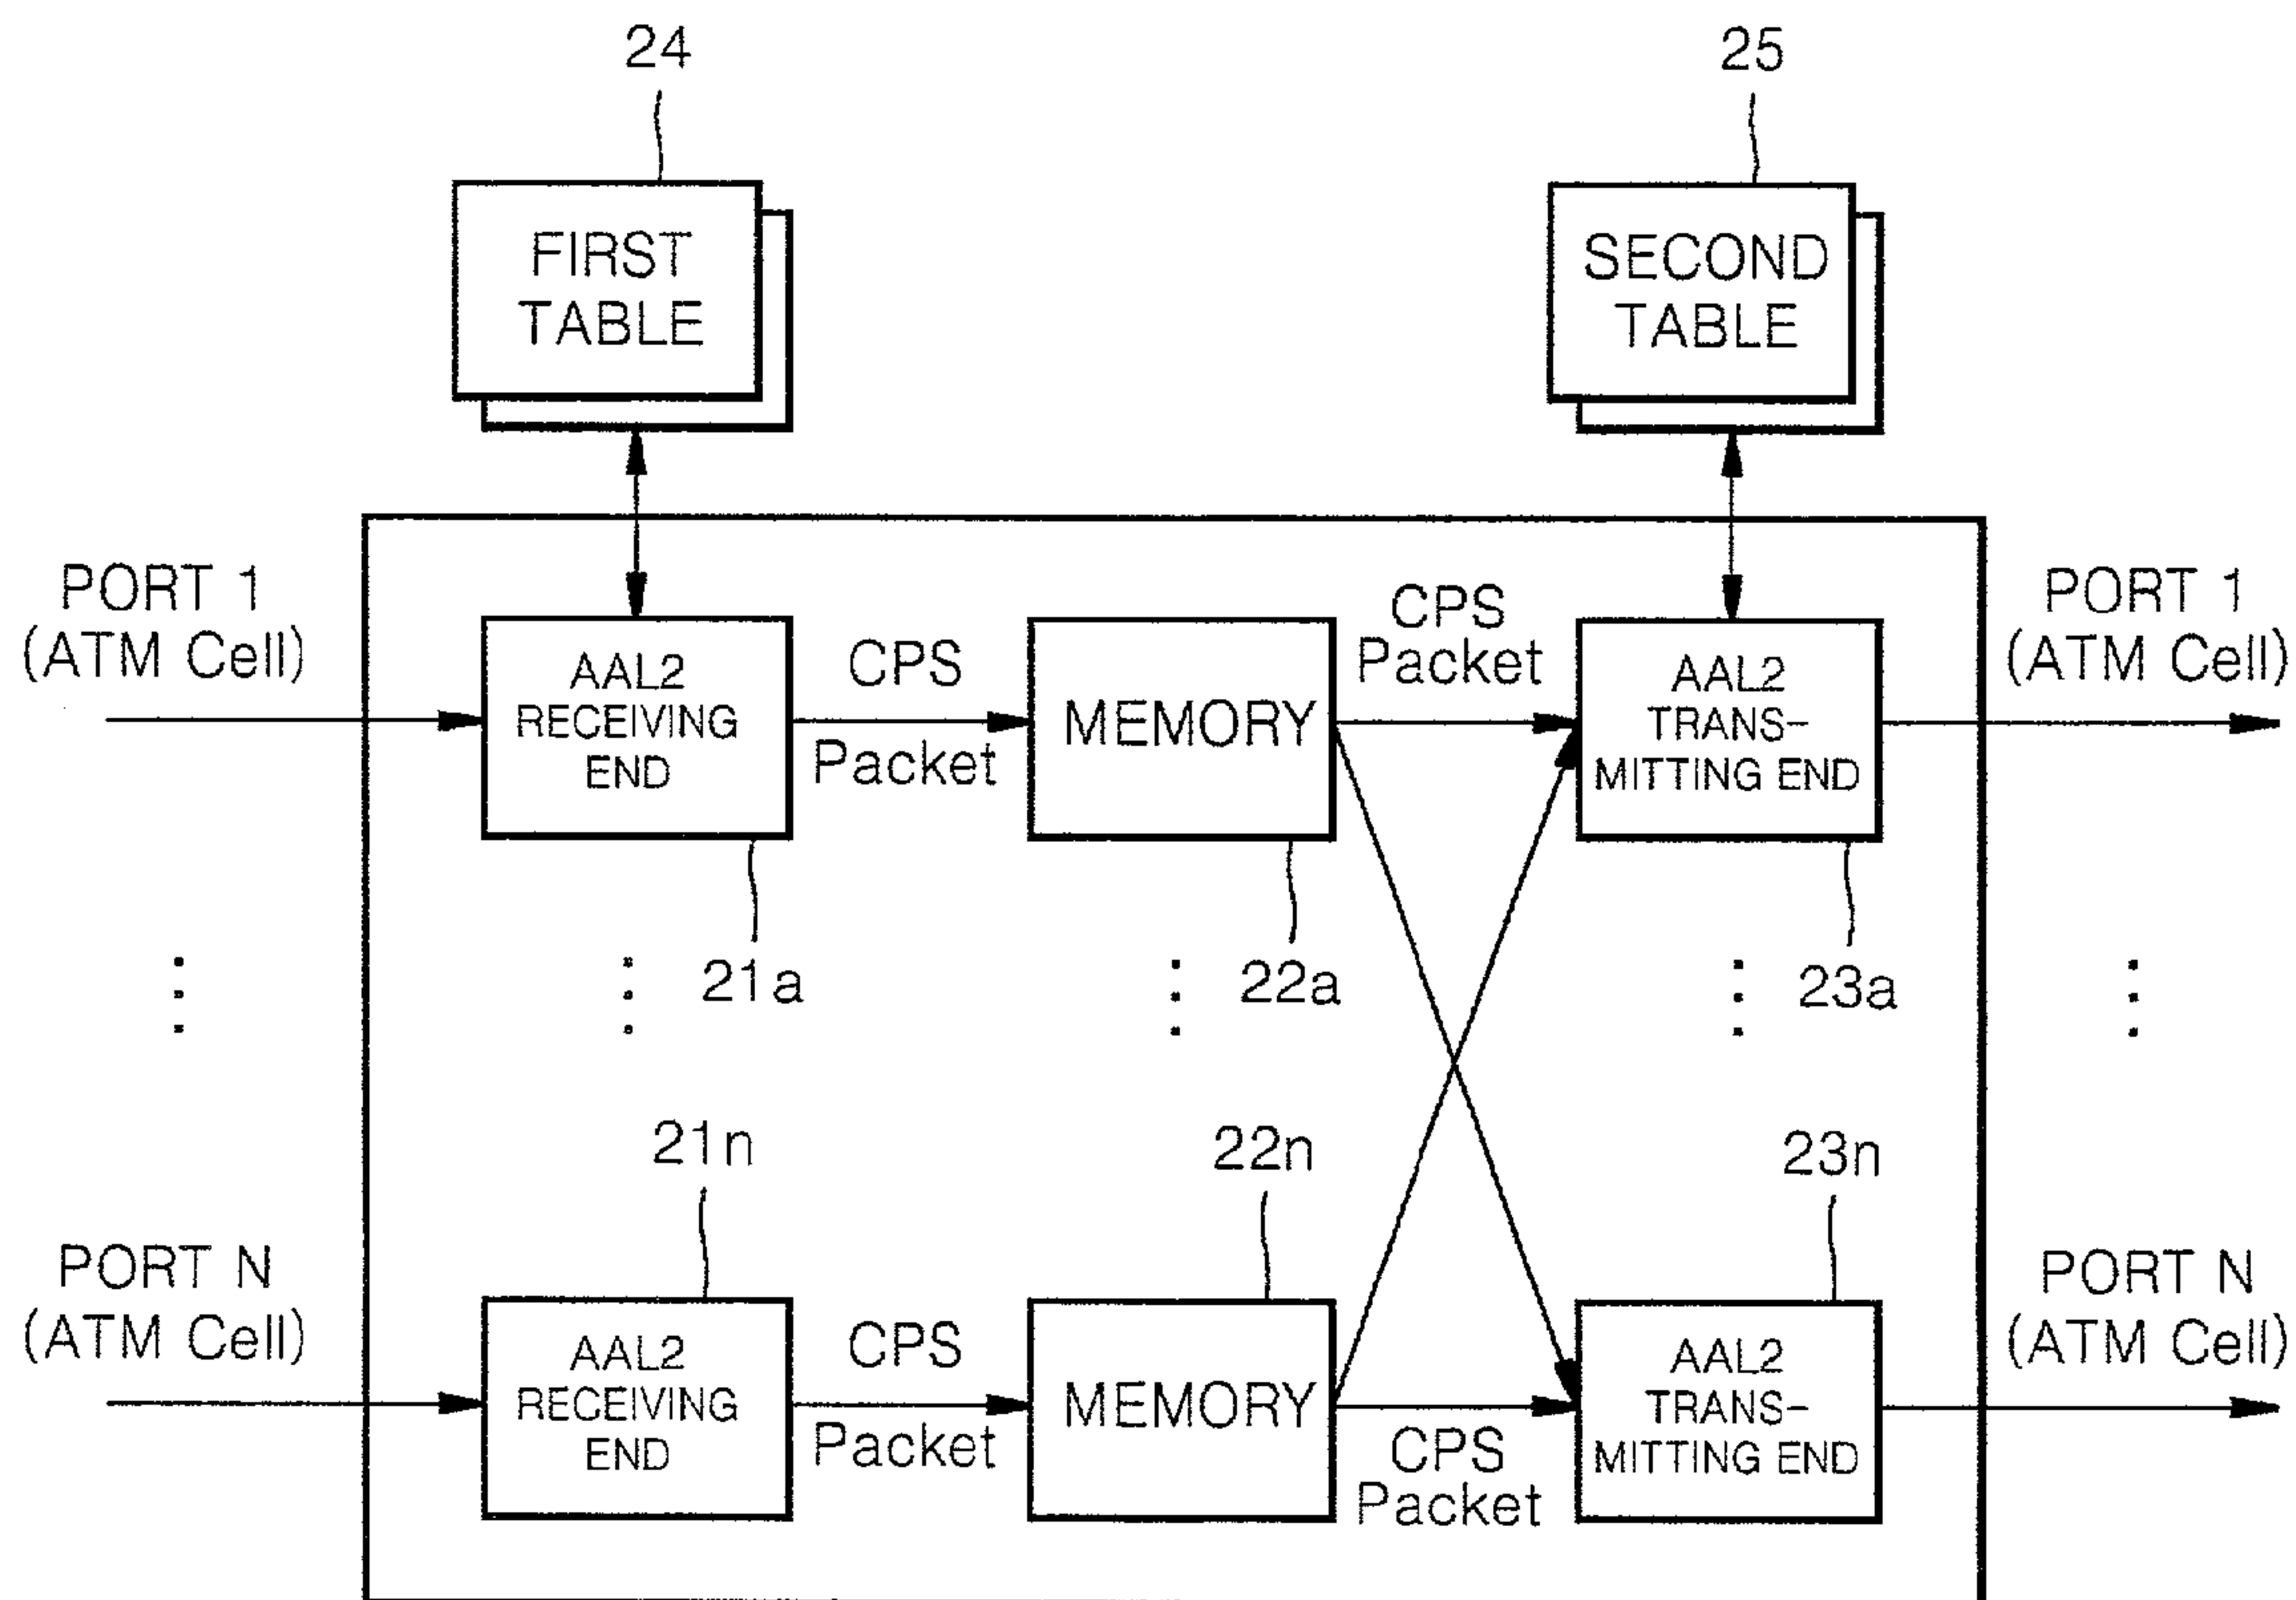 24
25
FIRST
TABLE
SECOND
TABLE
PORT 1
(ATM Cell)
AAL2
RECEIVING
END
CPS
Packet
MEMORY
CPS
Packet
AAL2
TRANS-
MITTING END
PORT 1
(ATM Cell)
21a
22a
23a
21n
22n
23n
PORT N
(ATM Cell)
AAL2
RECEIVING
END
CPS
Packet
MEMORY
CPS
Packet
AAL2
TRANS-
MITTING END
PORT N
(ATM Cell)